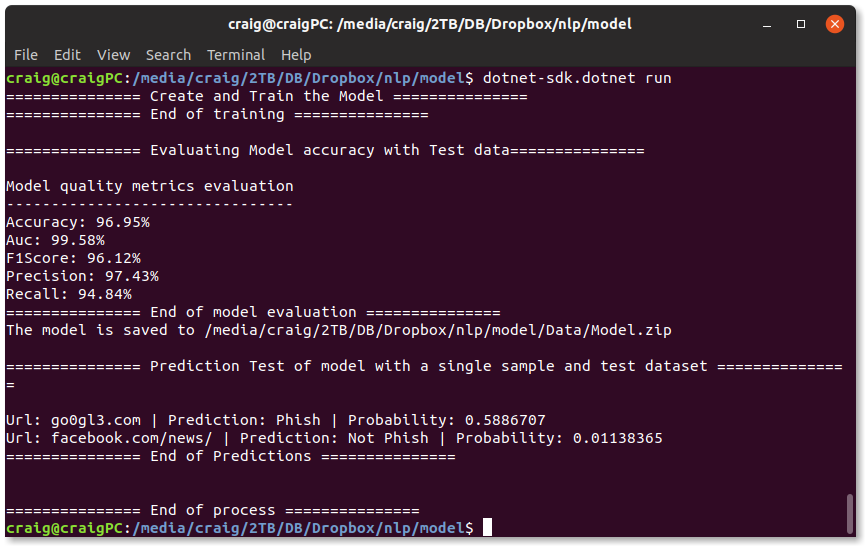 craig@craigPC: /media/craig/2TB/DB/Dropbox/nlp/model
File Edit View Search Terminal Help
craig@craigPC:/media/craig/2TB/DB/Dropbox/nlp/model$ dotnet-sdk.dotnet run
=============== Create and Train the Model ===============
=============== End of training ===============
=============== Evaluating Model accuracy with Test data===============
Model quality metrics evaluation
--------------------------------
Accuracy: 96.95%
Auc: 99.58%
F1Score: 96.12%
Precision: 97.43%
Recall: 94.84%
=============== End of model evaluation ===============
The model is saved to /media/craig/2TB/DB/Dropbox/nlp/model/Data/Model.zip
=============== Prediction Test of model with a single sample and test dataset ==============
=
Url: go0gl3.com | Prediction: Phish | Probability: 0.5886707
Url: facebook.com/news/ | Prediction: Not Phish | Probability: 0.01138365
=============== End of Predictions ===============
=============== End of process ===============
craig@craigPC:/media/craig/2TB/DB/Dropbox/nlp/model$